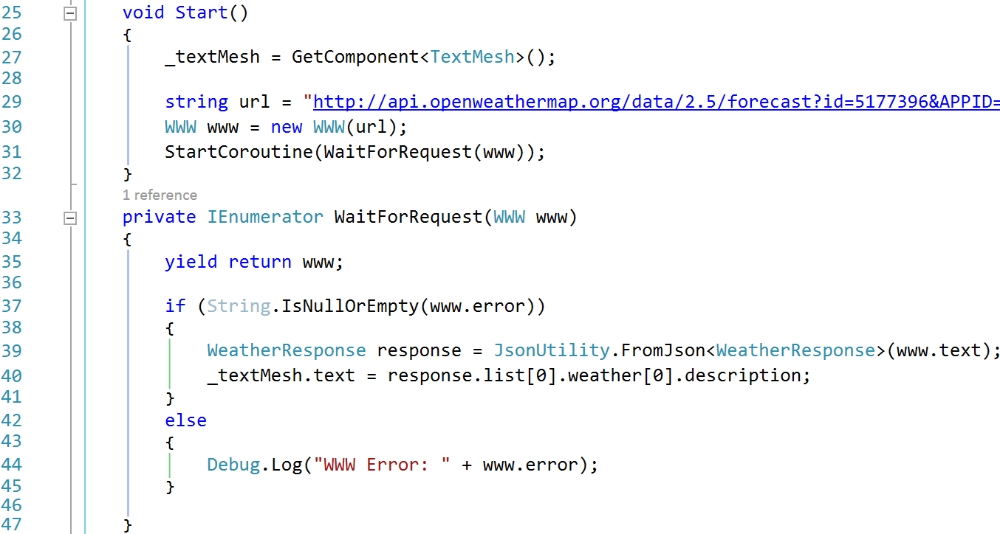 25 void Start()
26 {
27 _textMesh = GetComponent<TextMesh>();
28
29 string url = "http://api.openweathermap.org/data/2.5/forecast?id=5177396&APPID=
30 WWW www = new WWW(url);
31 StartCoroutine(WaitForRequest(www));
32 }
1 reference
33 private IEnumerator WaitForRequest(WWW www)
34 {
35 yield return www;
36
37 if (String.IsNullOrEmpty(www.error))
38 {
39 WeatherResponse response = JsonUtility.FromJson<WeatherResponse>(www.text);
40 _textMesh.text = response.list[0].weather[0].description;
41 }
42 else
43 {
44 Debug.Log("WWW Error: " + www.error);
45 }
46
47 }